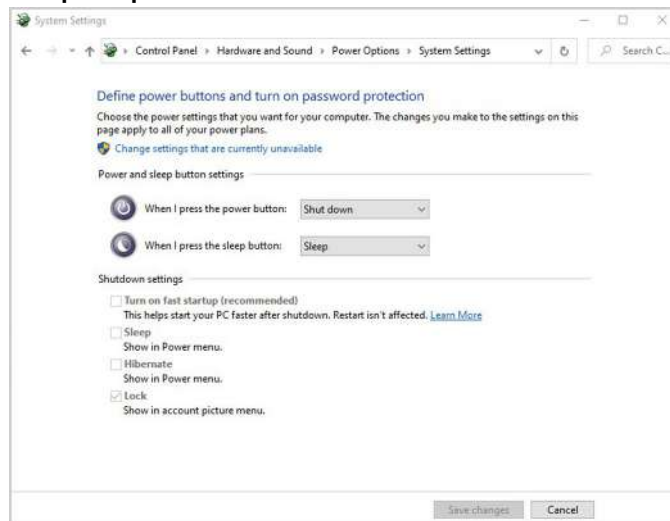 System Settings
Control Panel > Hardware and Sound > Power Options > System Settings
Search C...
Define power buttons and turn on password protection
Choose the power settings that you want for your computer. The changes you make to the settings on this
page apply to all of your power plans.
Change settings that are currently unavailable
Power and sleep button settings
When I press the power button: Shut down
When I press the sleep button: Sleep
Shutdown settings
Turn on fast startup (recommended)
This helps start your PC faster after shutdown. Restart isn't affected. Learn More
Sleep
Show in Power menu.
Hibernate
Show in Power menu.
Lock
Show in account picture menu.
Save changes Cancel